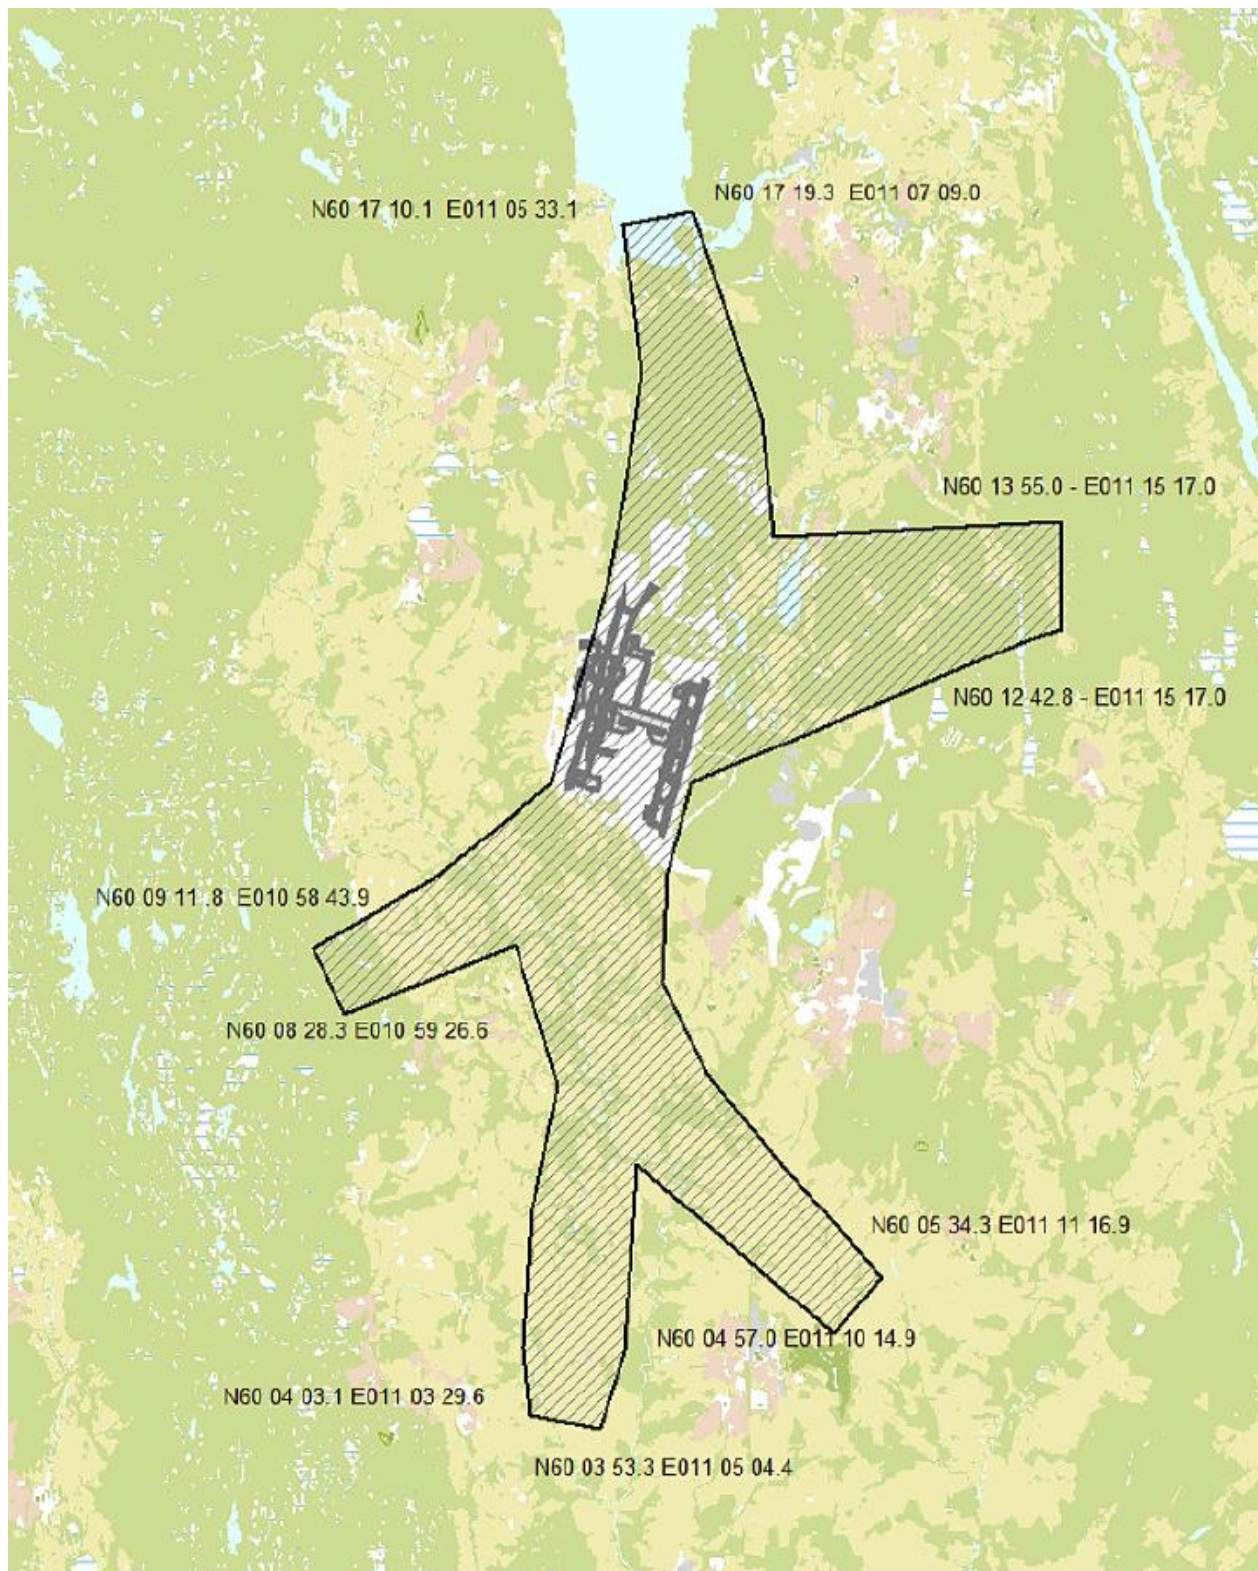 N60 17 19.3 E011 07 09.0
N60 17 10.1 E011 05 33.1
N60 13 55.0 - E011 15 17.0
N60 12 42.8 - E011 15 17.0
N60 09 11.8 E010 58 43.9
N60 08 28.3 E010 59 26.6
N60 05 34.3 E011 11 16.9
N60 04 57.0 E011 10 14.9
N60 04 03.1 E011 03 29.6
N60 03 53.3 E011 05 04.4